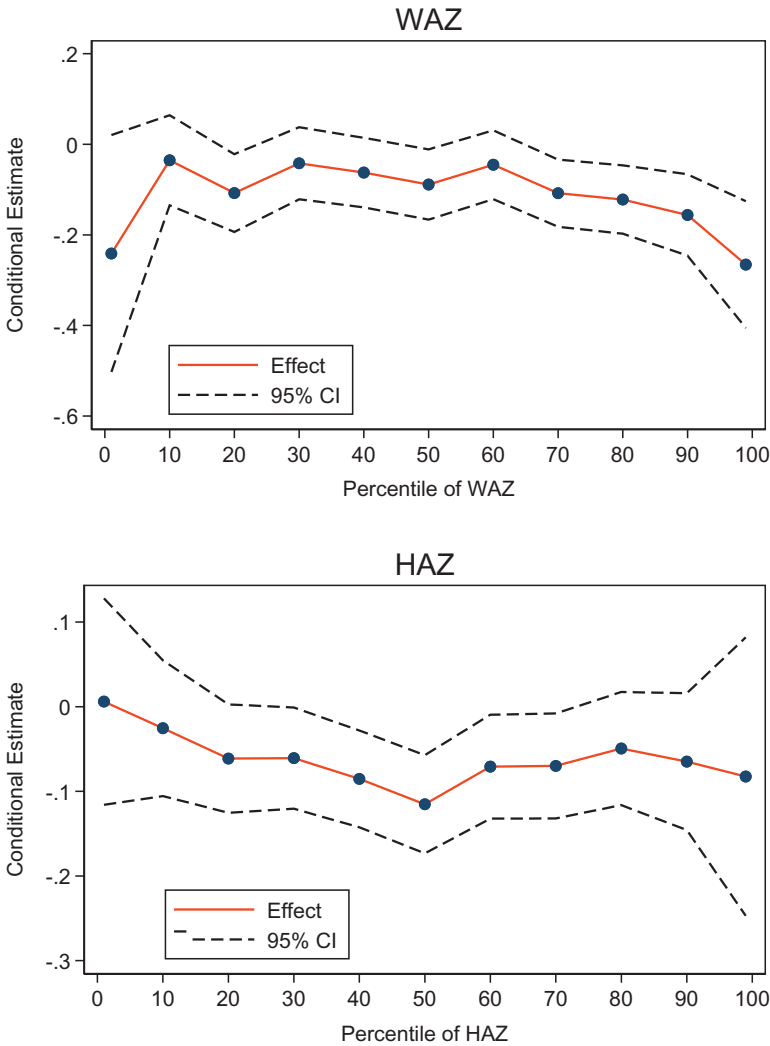 WAZ
.2
0
-.2
-.4
-.6
Conditional Estimate
Effect
95% CI
0 10 20 30 40 50 60 70 80 90 100
Percentile of WAZ
HAZ
.1
0
-.1
-.2
-.3
Conditional Estimate
Effect
95% CI
0 10 20 30 40 50 60 70 80 90 100
Percentile of HAZ